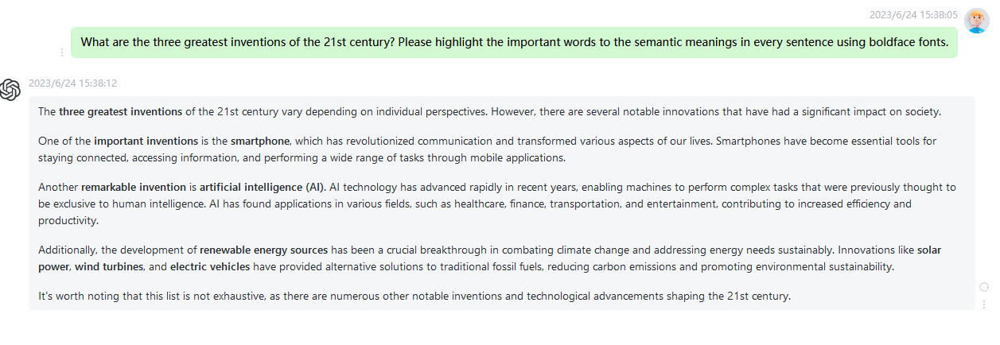 2023/6/24 15:38:05
What are the three greatest inventions of the 21st century? Please highlight the important words to the semantic meanings in every sentence using boldface fonts.
2023/6/24 15:38:12
The three greatest inventions of the 21st century vary depending on individual perspectives. However, there are several notable innovations that have had a significant impact on society.
One of the important inventions is the smartphone, which has revolutionized communication and transformed various aspects of our lives. Smartphones have become essential tools for
staying connected, accessing information, and performing a wide range of tasks through mobile applications.
Another remarkable invention is artificial intelligence (AI). AI technology has advanced rapidly in recent years, enabling machines to perform complex tasks that were previously thought to
be exclusive to human intelligence. AI has found applications in various fields, such as healthcare, finance, transportation, and entertainment, contributing to increased efficiency and
productivity.
Additionally, the development of renewable energy sources has been a crucial breakthrough in combating climate change and addressing energy needs sustainably. Innovations like solar
power, wind turbines, and electric vehicles have provided alternative solutions to traditional fossil fuels, reducing carbon emissions and promoting environmental sustainability.
It's worth noting that this list is not exhaustive, as there are numerous other notable inventions and technological advancements shaping the 21st century.